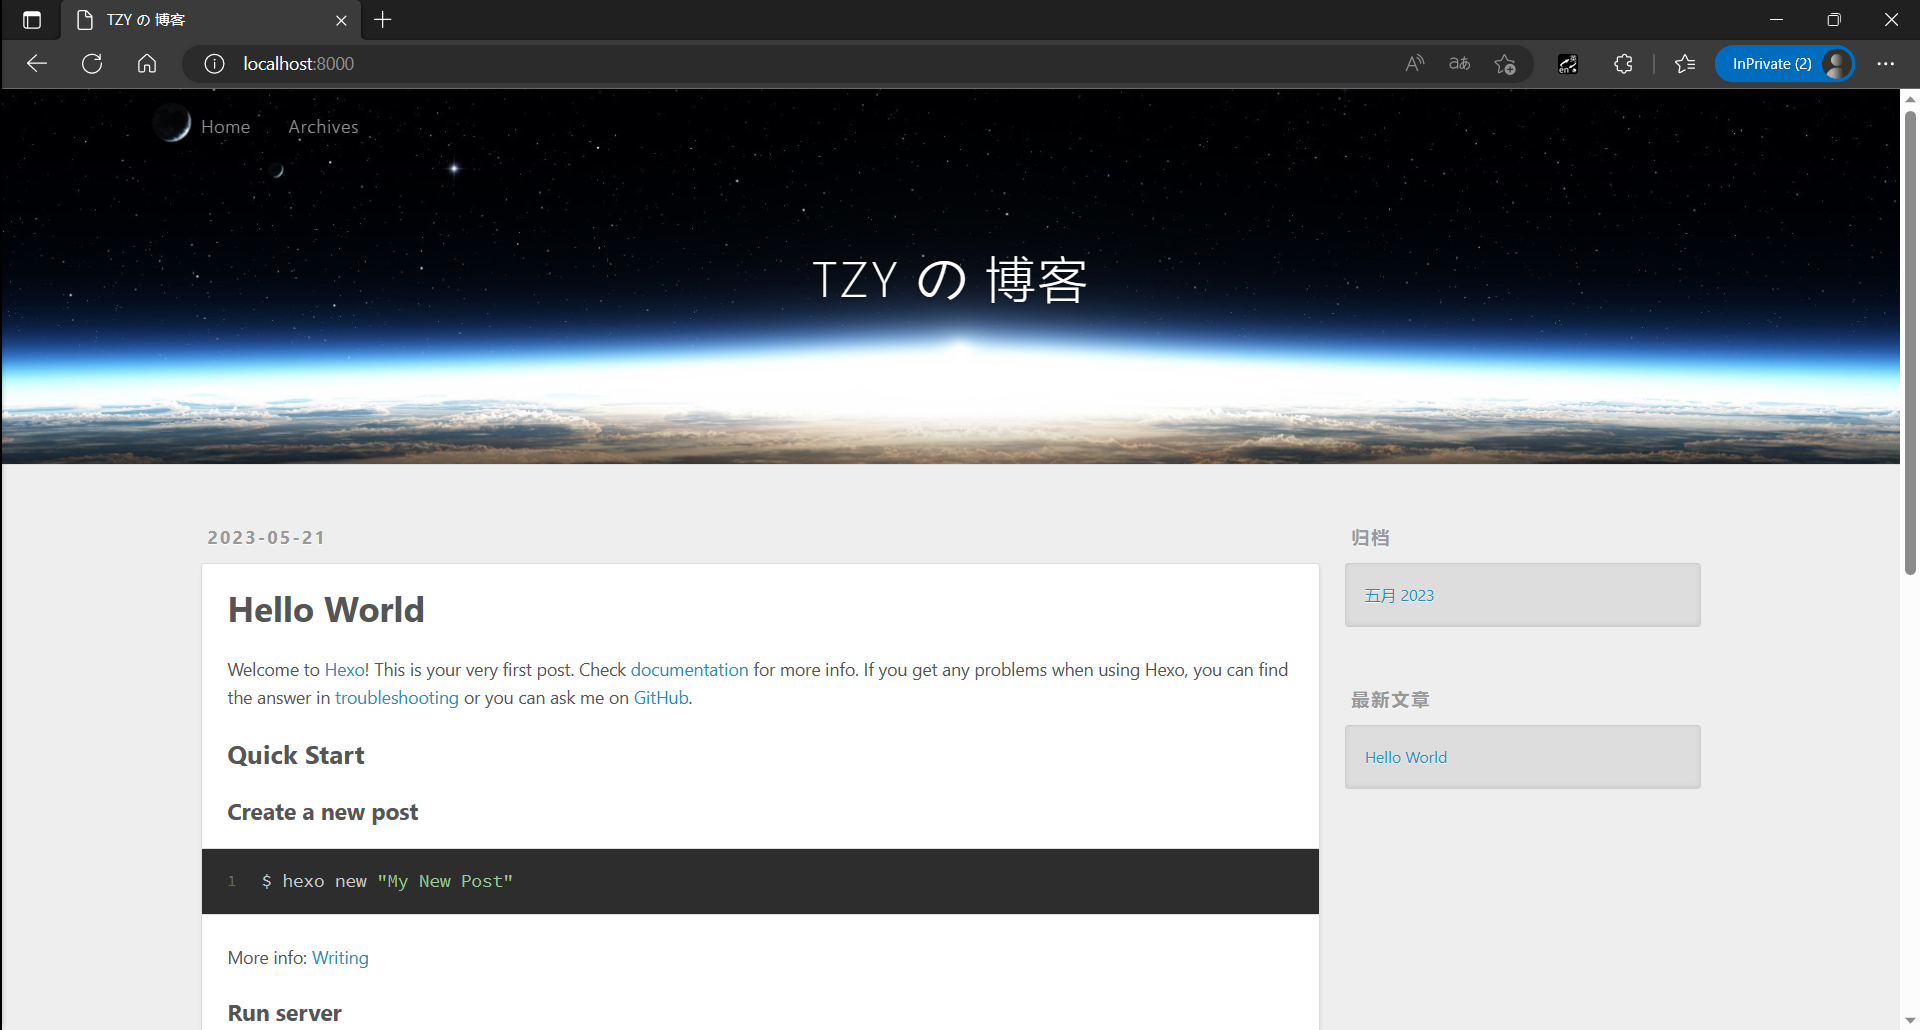 TZY の 博客
localhost:8000
aあ
en 英
InPrivate (2)
Home Archives
TZY の 博客
2023-05-21
Hello World
Welcome to Hexo! This is your very first post. Check documentation for more info. If you get any problems when using Hexo, you can find
the answer in troubleshooting or you can ask me on GitHub.
Quick Start
Create a new post
1 $ hexo new "My New Post"
More info: Writing
Run server
归档
五月 2023
最新文章
Hello World